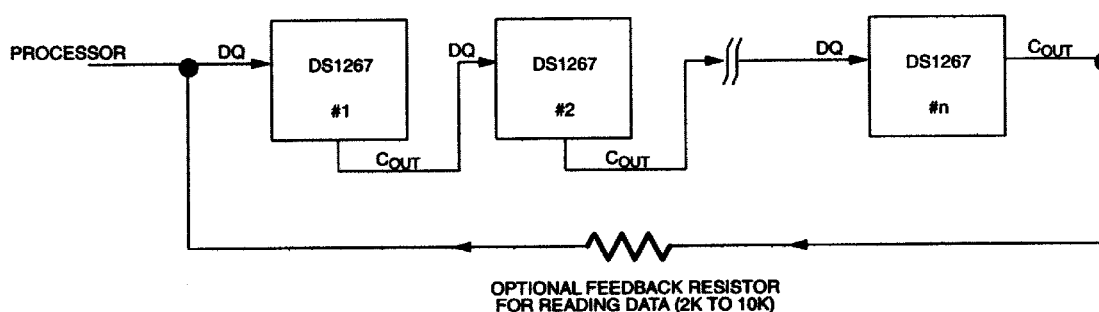 PROCESSOR
DQ
DS1267
#1
COUT
DQ
DS1267
#2
COUT
DQ
DS1267
#n
COUT
OPTIONAL FEEDBACK RESISTOR
FOR READING DATA (2K TO 10K)